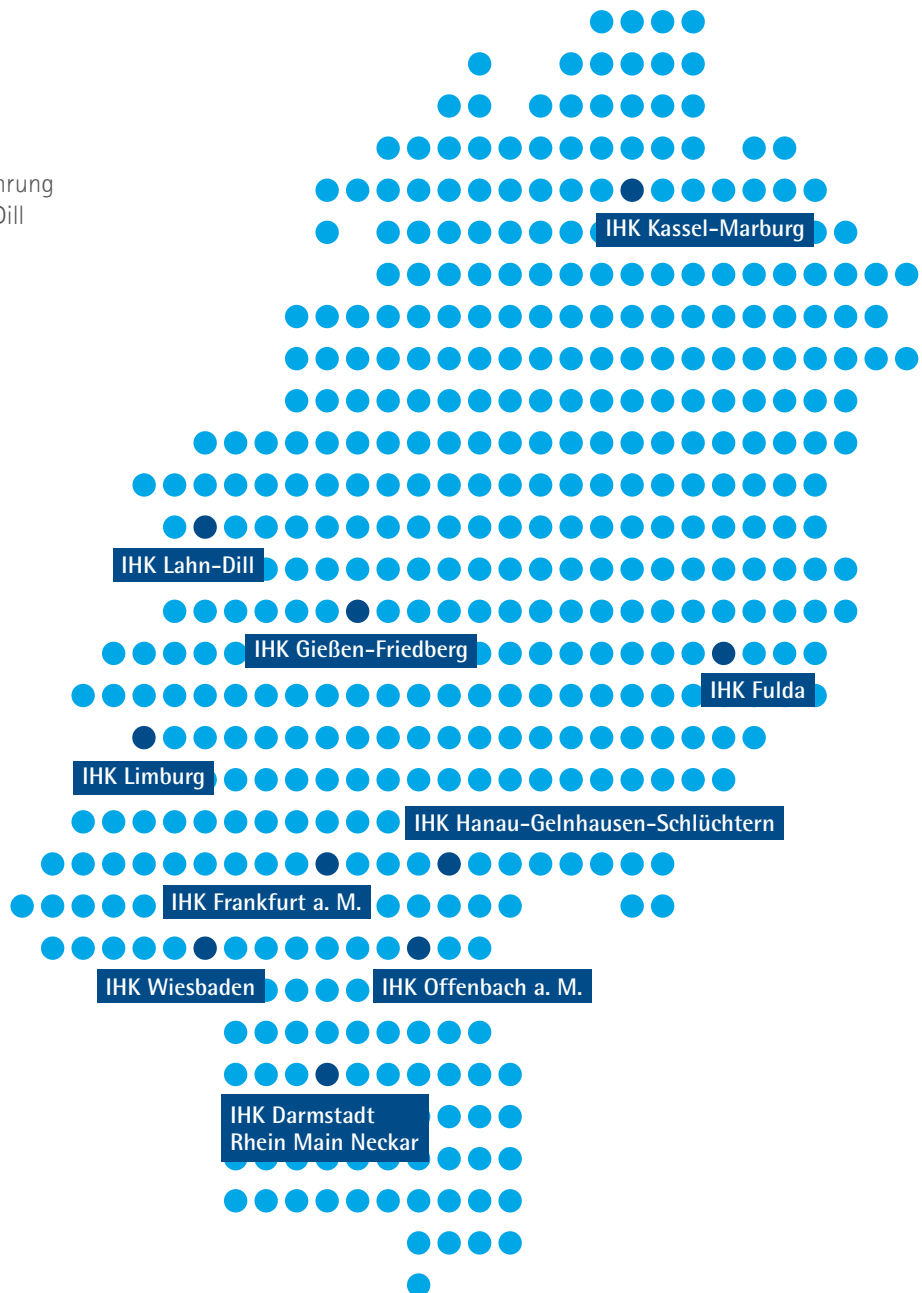 Dill
IHK Kassel-Marburg
IHK Lahn-Dill
IHK Gießen-Friedberg
IHK Fulda
IHK Limburg
IHK Hanau-Gelnhausen-Schlüchtern
IHK Frankfurt a. M.
IHK Wiesbaden
IHK Offenbach a. M.
IHK Darmstadt
Rhein Main Neckar